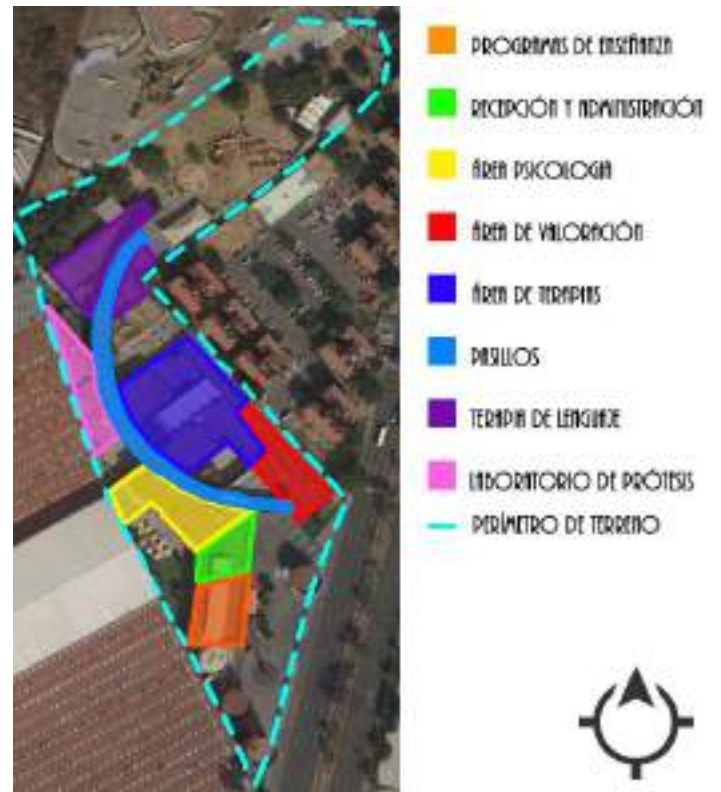 PROGRAMAS DE ENSEÑANZA
RECEPCIÓN Y ADMINISTRACIÓN
ÁREA PSICOLOGIA
ÁREA DE VALORACIÓN
ÁREA DE TERAPIAS
PASILLOS
TERAPIA DE LENGUAJE
LABORATORIO DE PRÓTESIS
PERÍMETRO DE TERRENO